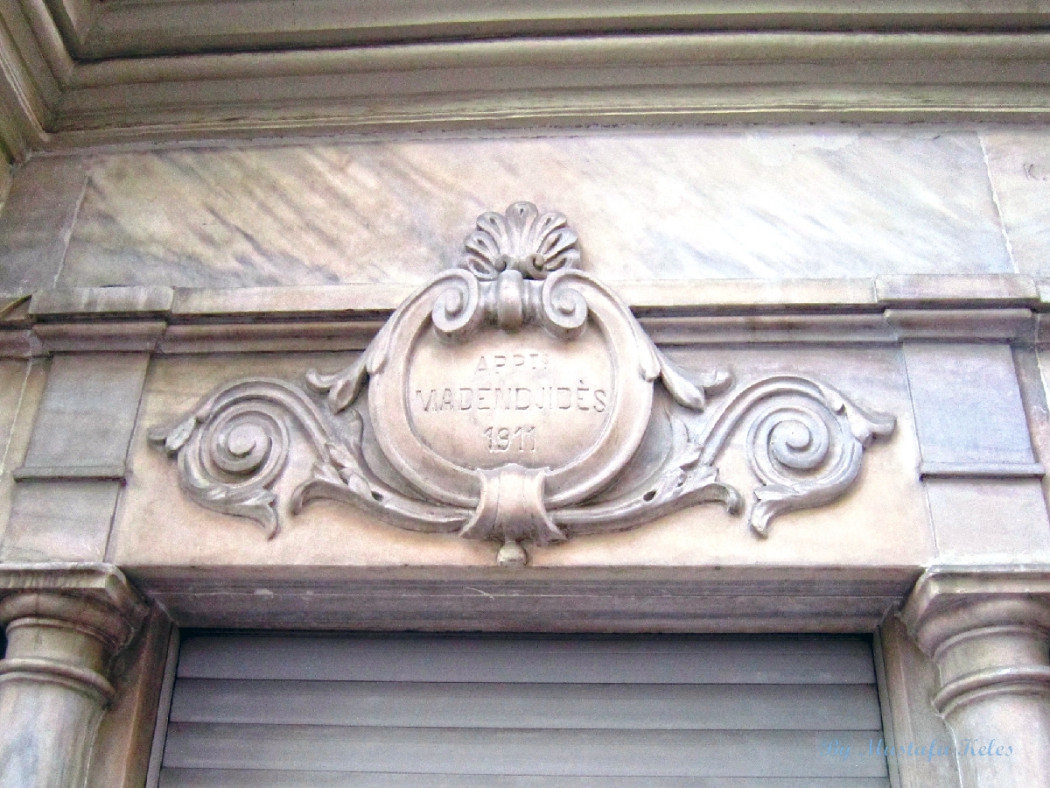 APPT!
MADENDJIDÈS
1911
By Mustafa Keles